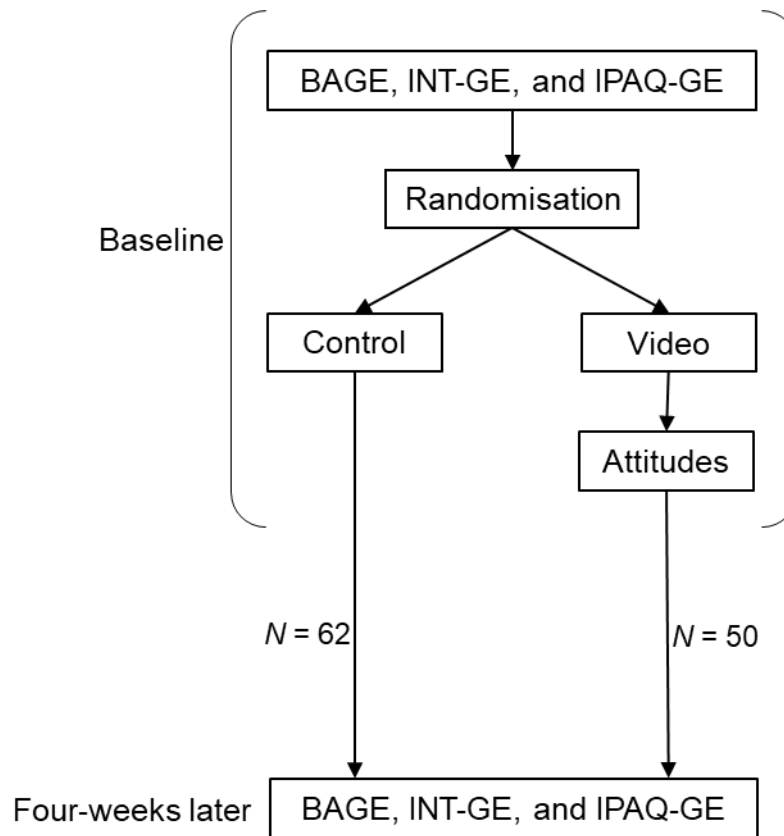 BAGE, INT-GE, and IPAQ-GE
Randomisation
Baseline
Control
Video
Attitudes
N = 62
N = 50
Four-weeks later
BAGE, INT-GE, and IPAQ-GE